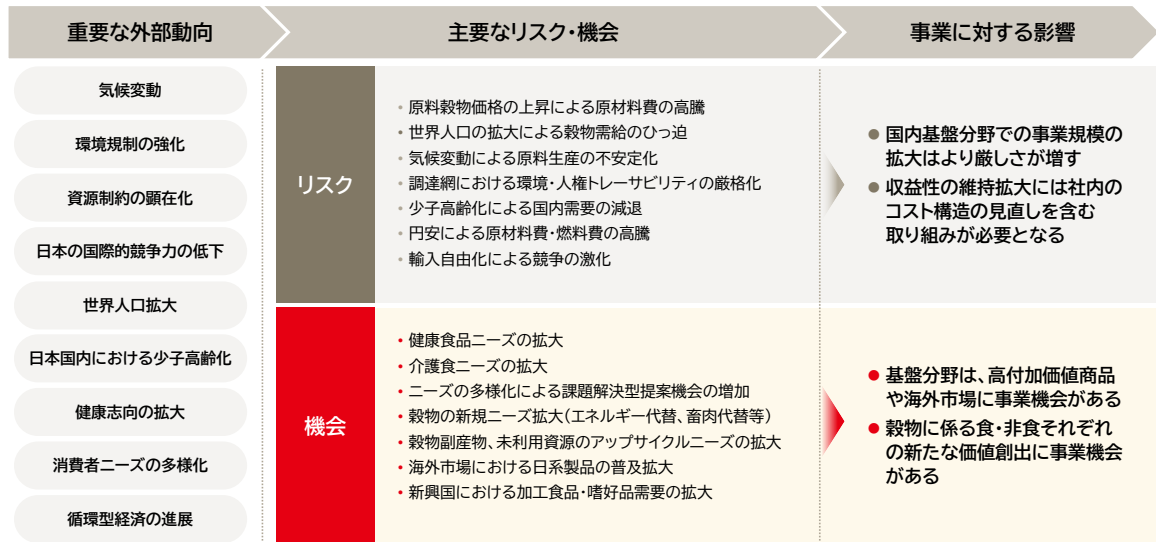 重要な外部動向
主要なリスク・機会
事業に対する影響
気候変動
環境規制の強化
資源制約の顕在化
日本の国際的競争力の低下
世界人口拡大
日本国内における少子高齢化
健康志向の拡大
消費者ニーズの多様化
循環型経済の進展
リスク
・原料穀物価格の上昇による原材料費の高騰
・世界人口の拡大による穀物需給のひっ迫
・気候変動による原料生産の不安定化
・調達網における環境・人権トレーサビリティの厳格化
・少子高齢化による国内需要の減退
・円安による原材料費・燃料費の高騰
・輸入自由化による競争の激化
● 国内基盤分野での事業規模の
拡大はより厳しさが増す
● 収益性の維持拡大には社内の
コスト構造の見直しを含む
取り組みが必要となる
機会
・健康食品ニーズの拡大
・介護食ニーズの拡大
・ニーズの多様化による課題解決型提案機会の増加
・穀物の新規ニーズ拡大（エネルギー代替、畜肉代替等）
・穀物副産物、未利用資源のアップサイクルニーズの拡大
・海外市場における日系製品の普及拡大
・新興国における加工食品・嗜好品需要の拡大
● 基盤分野は、高付加価値商品
や海外市場に事業機会がある
● 穀物に係る食・非食それぞれ
の新たな価値創出に事業機会
がある